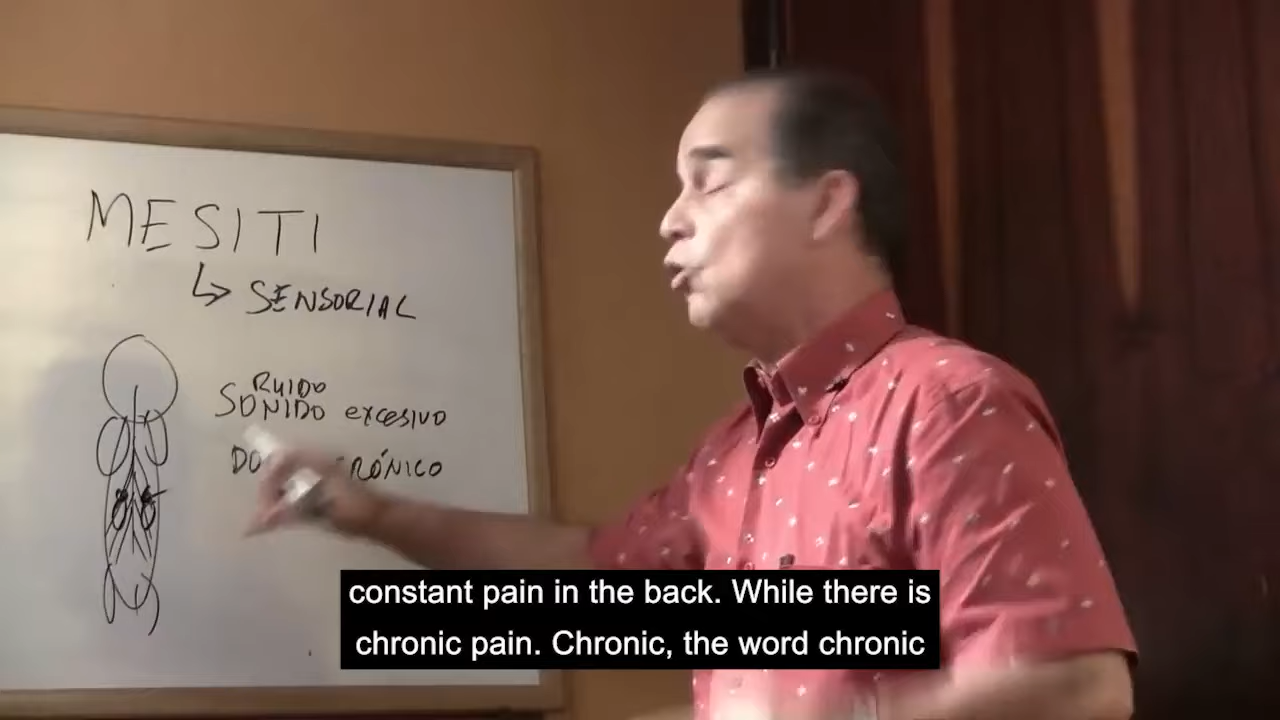 MESITI
↳ SENSORIAL
RUIDO
SONIDO excesivo
constant pain in the back. While there is
chronic pain. Chronic, the word chronic